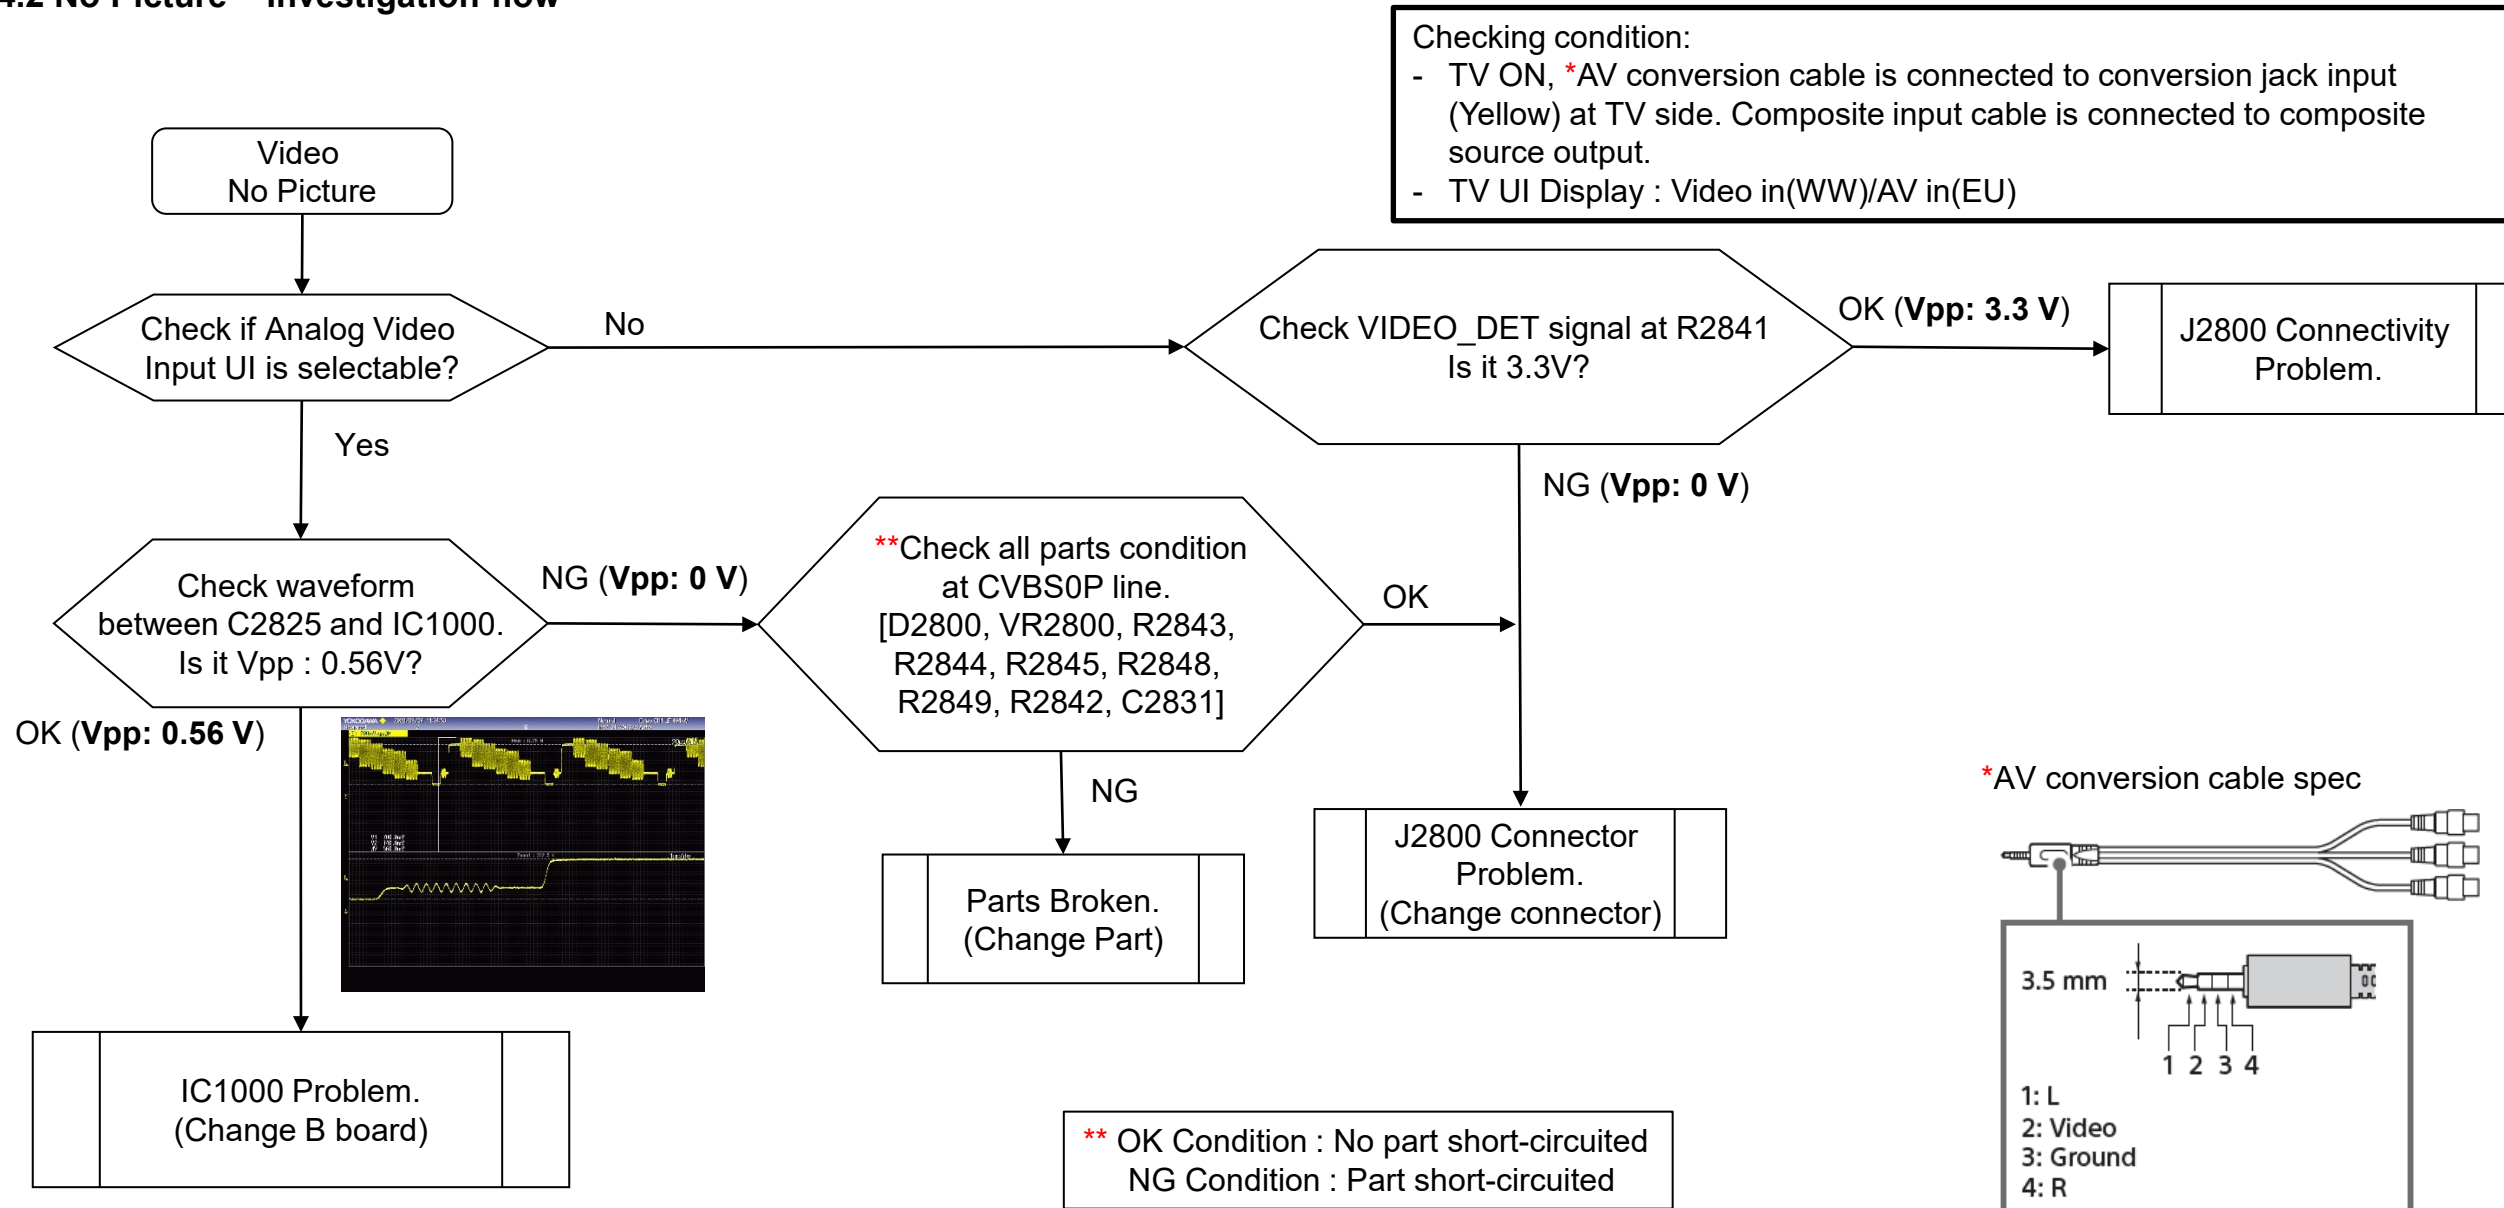 4.2 No Picture – Investigation flow
Checking condition:
- TV ON, *AV conversion cable is connected to conversion jack input
(Yellow) at TV side. Composite input cable is connected to composite
source output.
- TV UI Display : Video in(WW)/AV in(EU)
Video
No Picture
Check if Analog Video
Input UI is selectable?
No
Yes
Check VIDEO_DET signal at R2841
Is it 3.3V?
OK (Vpp: 3.3 V)
J2800 Connectivity
Problem.
NG (Vpp: 0 V)
Check waveform
between C2825 and IC1000.
Is it Vpp : 0.56V?
NG (Vpp: 0 V)
**Check all parts condition
at CVBS0P line.
[D2800, VR2800, R2843,
R2844, R2845, R2848,
R2849, R2842, C2831]
OK
OK (Vpp: 0.56 V)
YOKOGAWA
NG
Parts Broken.
(Change Part)
J2800 Connector
Problem.
(Change connector)
IC1000 Problem.
(Change B board)
** OK Condition : No part short-circuited
NG Condition : Part short-circuited
*AV conversion cable spec
3.5 mm
1 2 3 4
1: L
2: Video
3: Ground
4: R